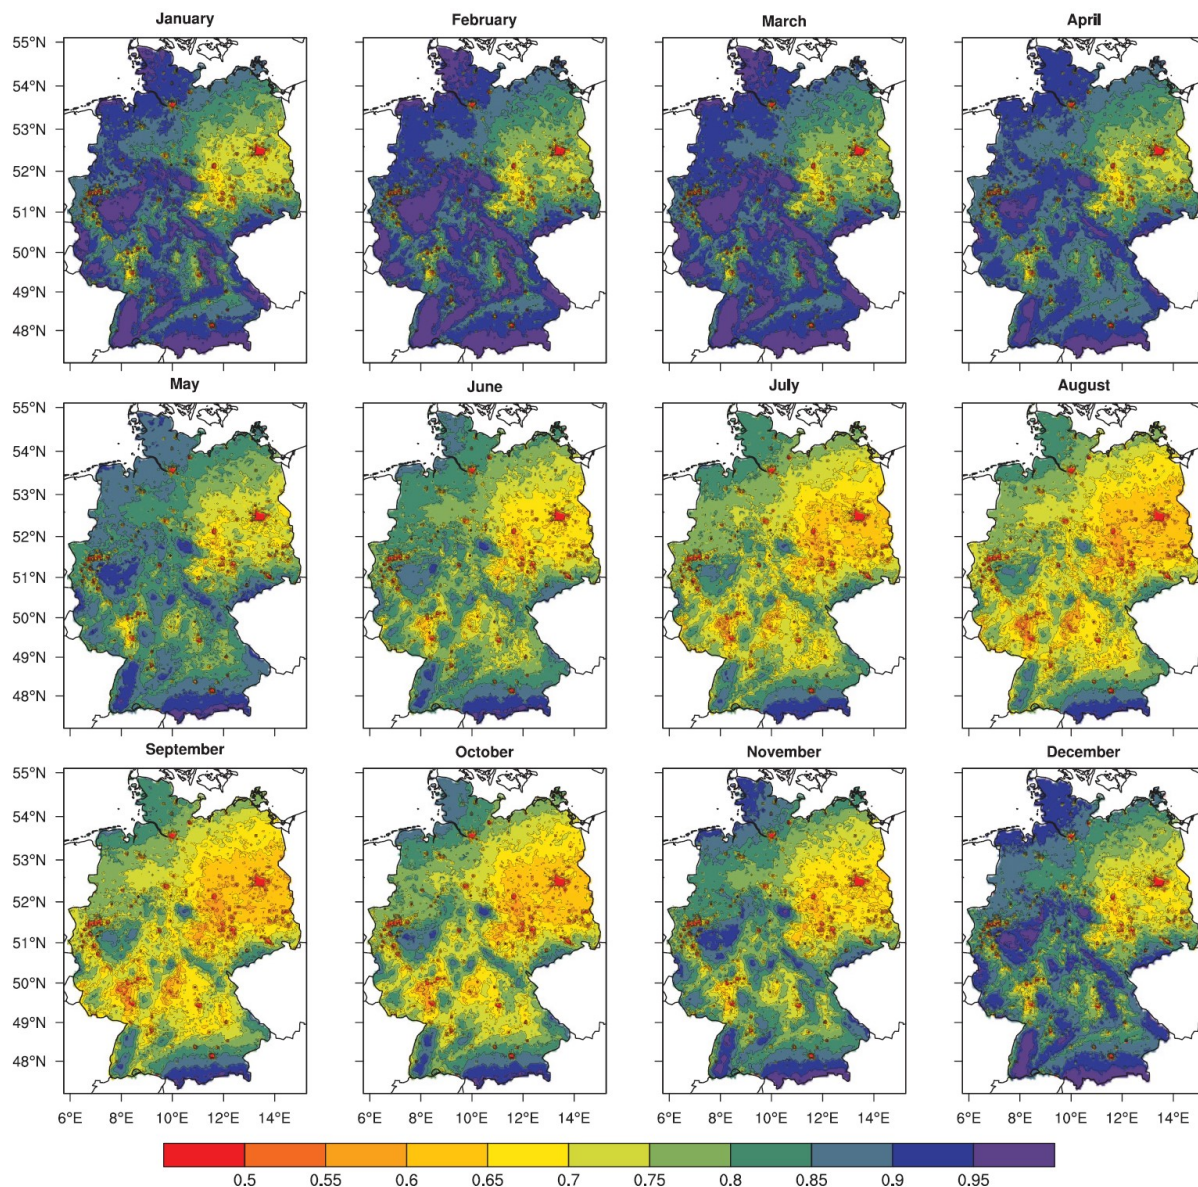 January February March April
55°N
54°N
53°N
52°N
51°N
50°N
49°N
48°N
May June July August
55°N
54°N
53°N
52°N
51°N
50°N
49°N
48°N
September October November December
55°N
54°N
53°N
52°N
51°N
50°N
49°N
48°N
6°E 8°E 10°E 12°E 14°E 6°E 8°E 10°E 12°E 14°E 6°E 8°E 10°E 12°E 14°E 6°E 8°E 10°E 12°E 14°E
0.5 0.55 0.6 0.65 0.7 0.75 0.8 0.85 0.9 0.95